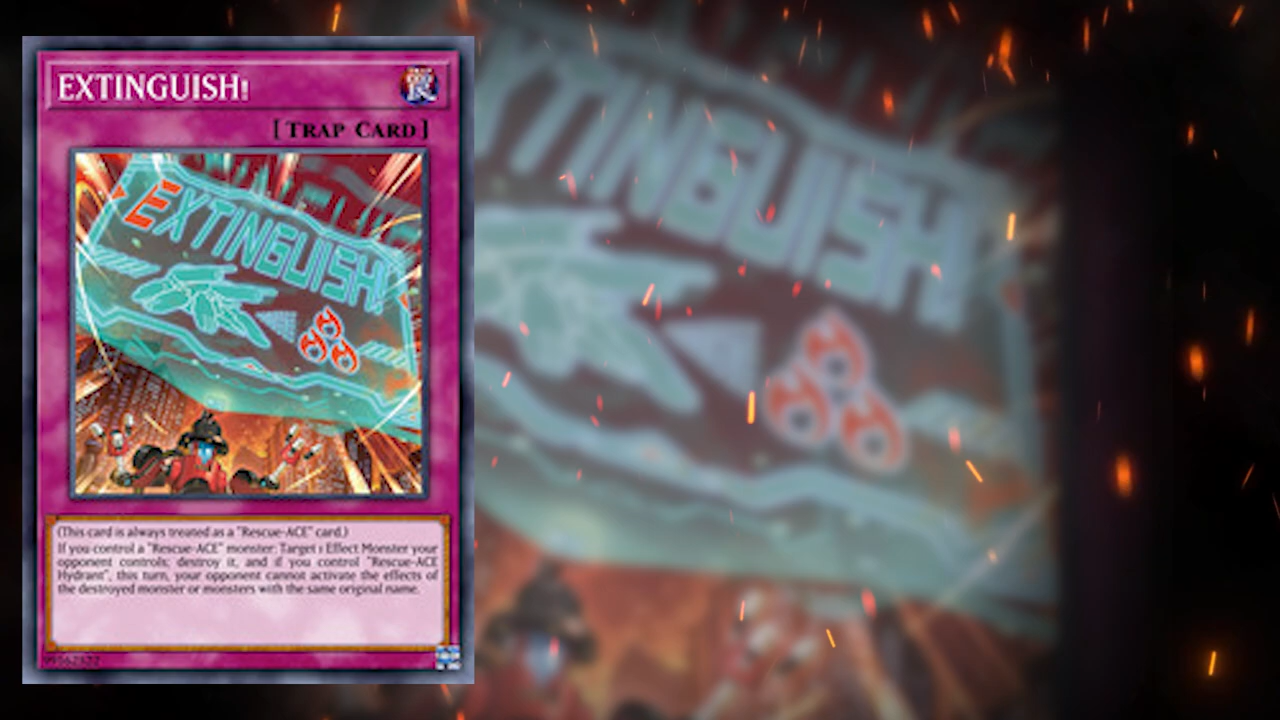 EXTINGUISH!
[TRAP CARD]
EXTINGUISH!
(This card is always treated as a "Rescue-ACE" card.)
If you control a "Rescue-ACE" monster: Target 1 Effect Monster your
opponent controls; destroy it, and if you control "Rescue-ACE
Hydrant", this turn, your opponent cannot activate the effects of
the destroyed monster or monsters with the same original name.
XTINGUISH!